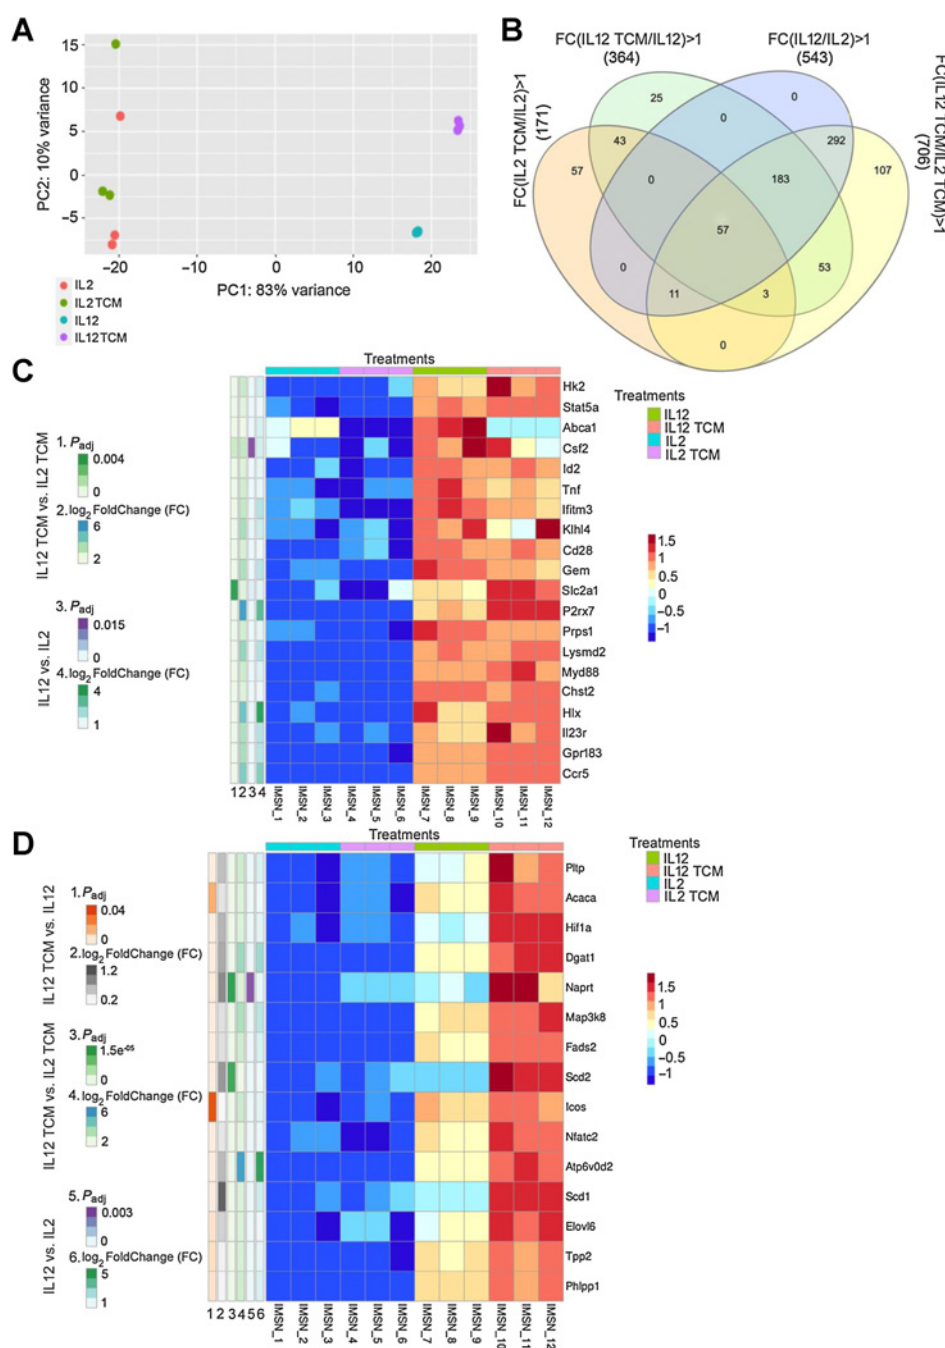 A
15
10
5
0
−5
PC2: 10% variance
−20
−10
0
10
20
PC1: 83% variance
IL2
IL2TCM
IL12
IL12TCM
B
FC(IL12 TCM/IL12)>1
(364)
FC(IL12/IL2)>1
(543)
FC(IL2 TCM/IL2)>1
(171)
FC(IL12 TCM/IL2 TCM)>1
(706)
25
0
0
43
292
57
0
183
107
57
0
53
11
3
0
C
Treatments
Hk2
Stat5a
Abca1
Csf2
Id2
Tnf
Ifitm3
Klhl4
Cd28
Gem
Slc2a1
P2rx7
Prps1
Lysmd2
Myd88
Chst2
Hlx
Il23r
Gpr183
Ccr5
IL12 TCM vs. IL2 TCM
1. Padj
0.004
0
2. log2 FoldChange (FC)
6
2
IL12 vs. IL2
3. Padj
0.015
0
4. log2 FoldChange (FC)
4
1
1 2 3 4
IMSN_1
IMSN_2
IMSN_3
IMSN_4
IMSN_5
IMSN_6
IMSN_7
IMSN_8
IMSN_9
IMSN_10
IMSN_11
IMSN_12
Treatments
IL12
IL12 TCM
IL2
IL2 TCM
1.5
1
0.5
0
−0.5
−1
D
Treatments
Pltp
Acaca
Hif1a
Dgat1
Naprt
Map3k8
Fads2
Scd2
Icos
Nfatc2
Atp6v0d2
Scd1
Elovl6
Tpp2
Phlpp1
IL12 TCM vs. IL12
1. Padj
0.04
0
2. log2 FoldChange (FC)
1.2
0.2
IL12 TCM vs. IL2 TCM
3. Padj
1.5e-05
0
4. log2 FoldChange (FC)
6
2
IL12 vs. IL2
5. Padj
0.003
0
6. log2 FoldChange (FC)
5
1
1 2 3 4 5 6
IMSN_1
IMSN_2
IMSN_3
IMSN_4
IMSN_5
IMSN_6
IMSN_7
IMSN_8
IMSN_9
IMSN_10
IMSN_11
IMSN_12
Treatments
IL12
IL12 TCM
IL2
IL2 TCM
1.5
1
0.5
0
−0.5
−1